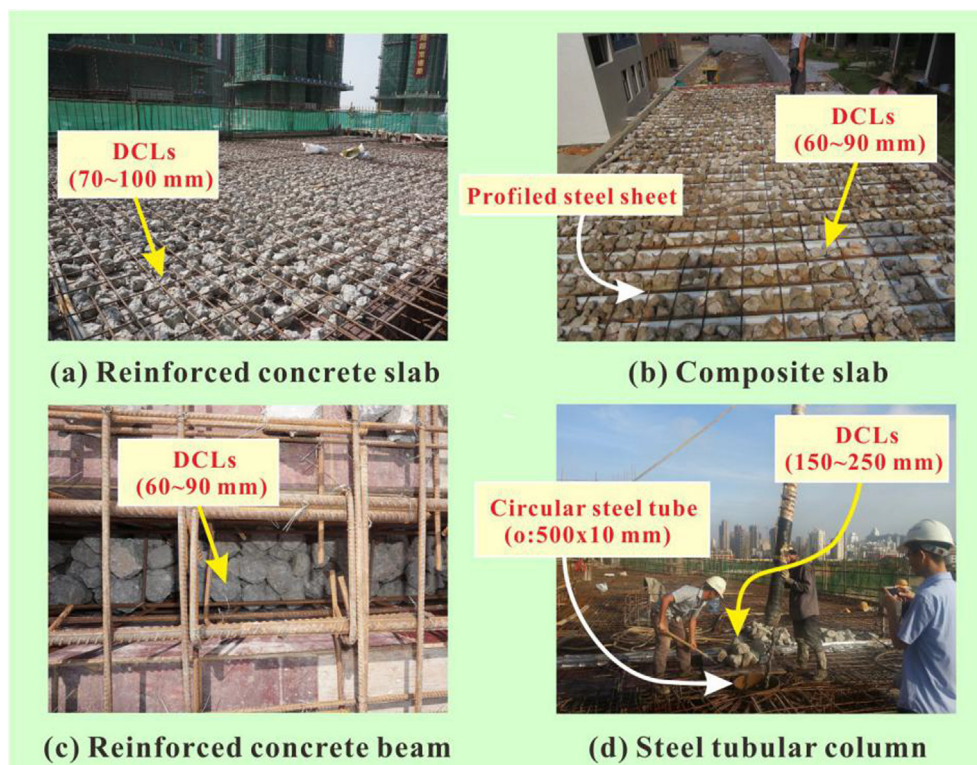 DCLs
(70~100 mm)
DCLs
(60~90 mm)
Profiled steel sheet
(a) Reinforced concrete slab
(b) Composite slab
DCLs
(60~90 mm)
DCLs
(150~250 mm)
Circular steel tube
(o:500x10 mm)
(c) Reinforced concrete beam
(d) Steel tubular column